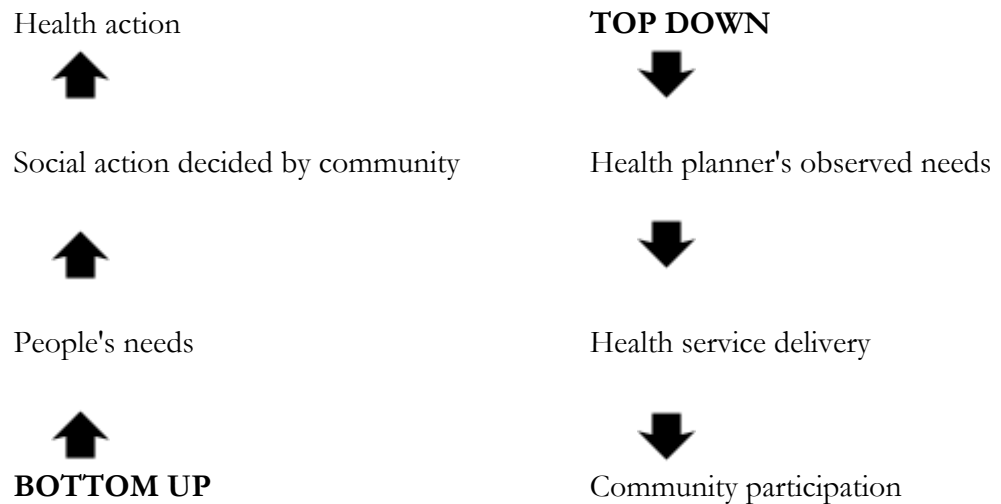 Health action
TOP DOWN
Social action decided by community
Health planner's observed needs
People's needs
Health service delivery
BOTTOM UP
Community participation